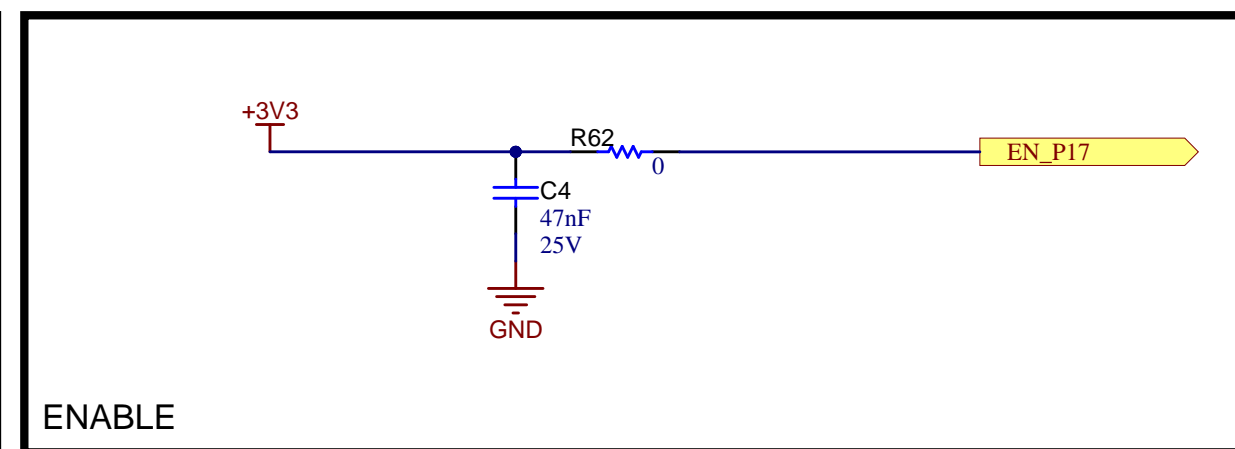 +3V3
R62
0
EN_P17
C4
47nF
25V
GND
ENABLE